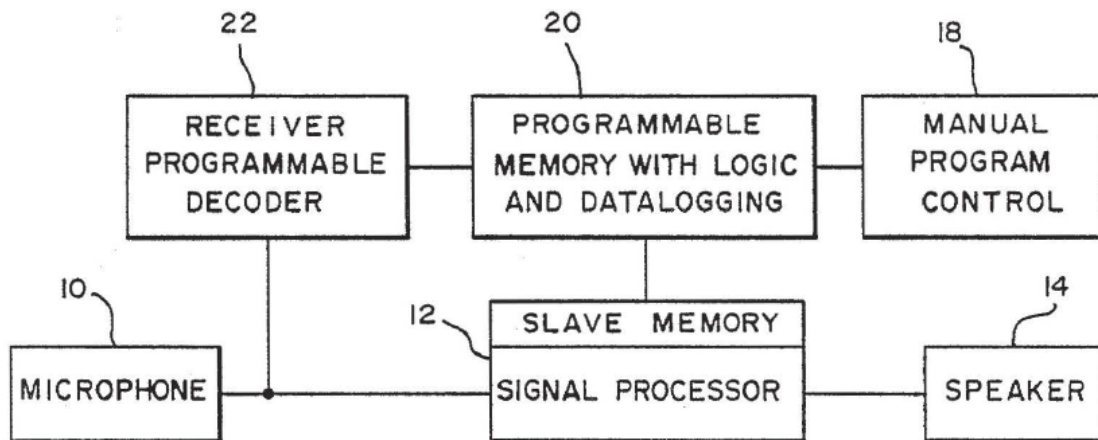 22
20
18
RECEIVER
PROGRAMMABLE
DECODER
PROGRAMMABLE
MEMORY WITH LOGIC
AND DATALOGGING
MANUAL
PROGRAM
CONTROL
10
12
14
MICROPHONE
SLAVE MEMORY
SIGNAL PROCESSOR
SPEAKER